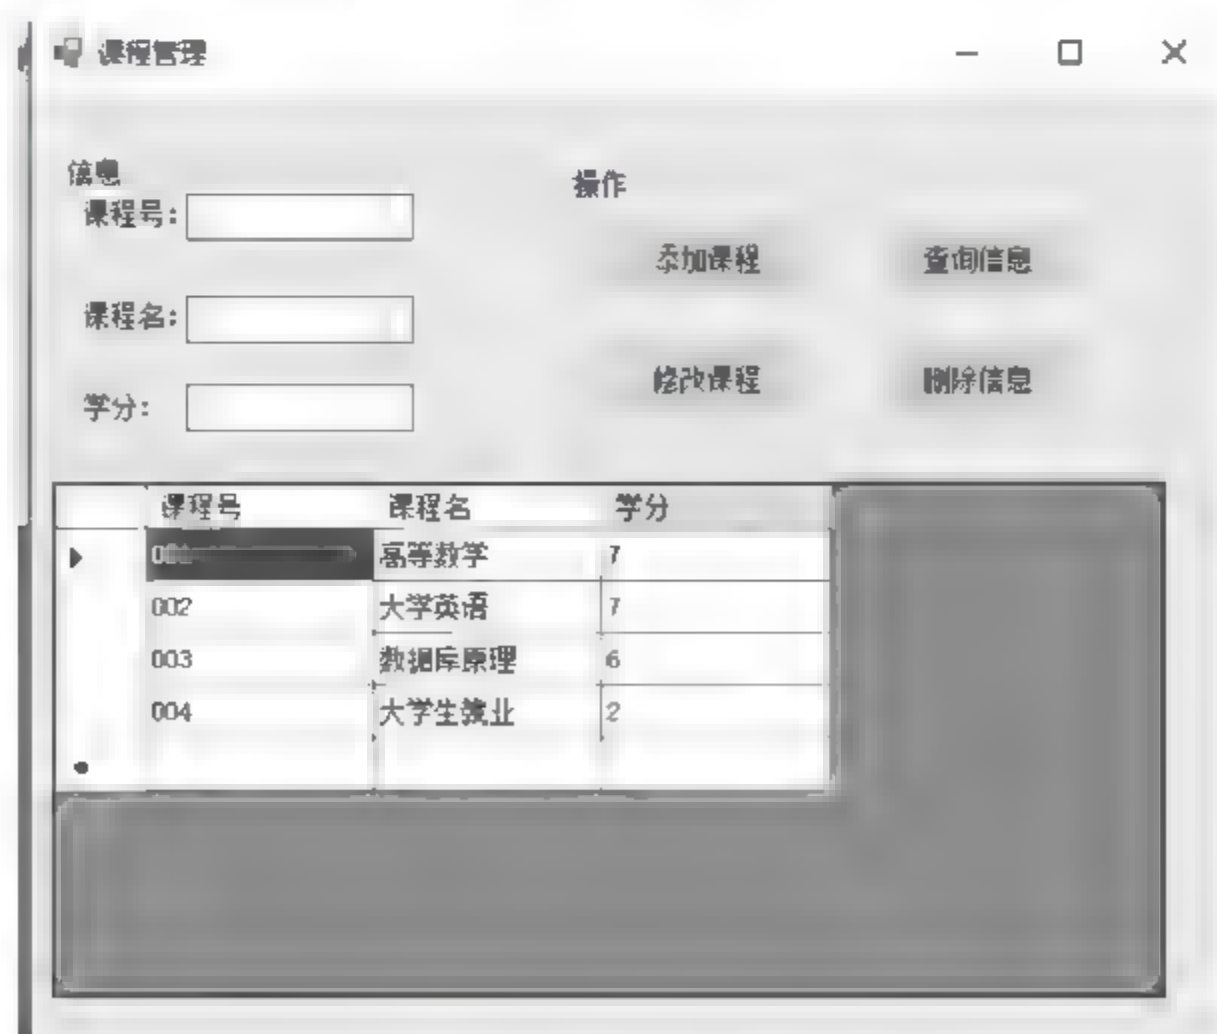 课程管理
信息
课程号:
课程名:
学分:
操作
添加课程 查询信息
修改课程 删除信息
课程号 课程名 学分
高等数学 7
002 大学英语 7
003 数据库原理 6
004 大学生就业 2